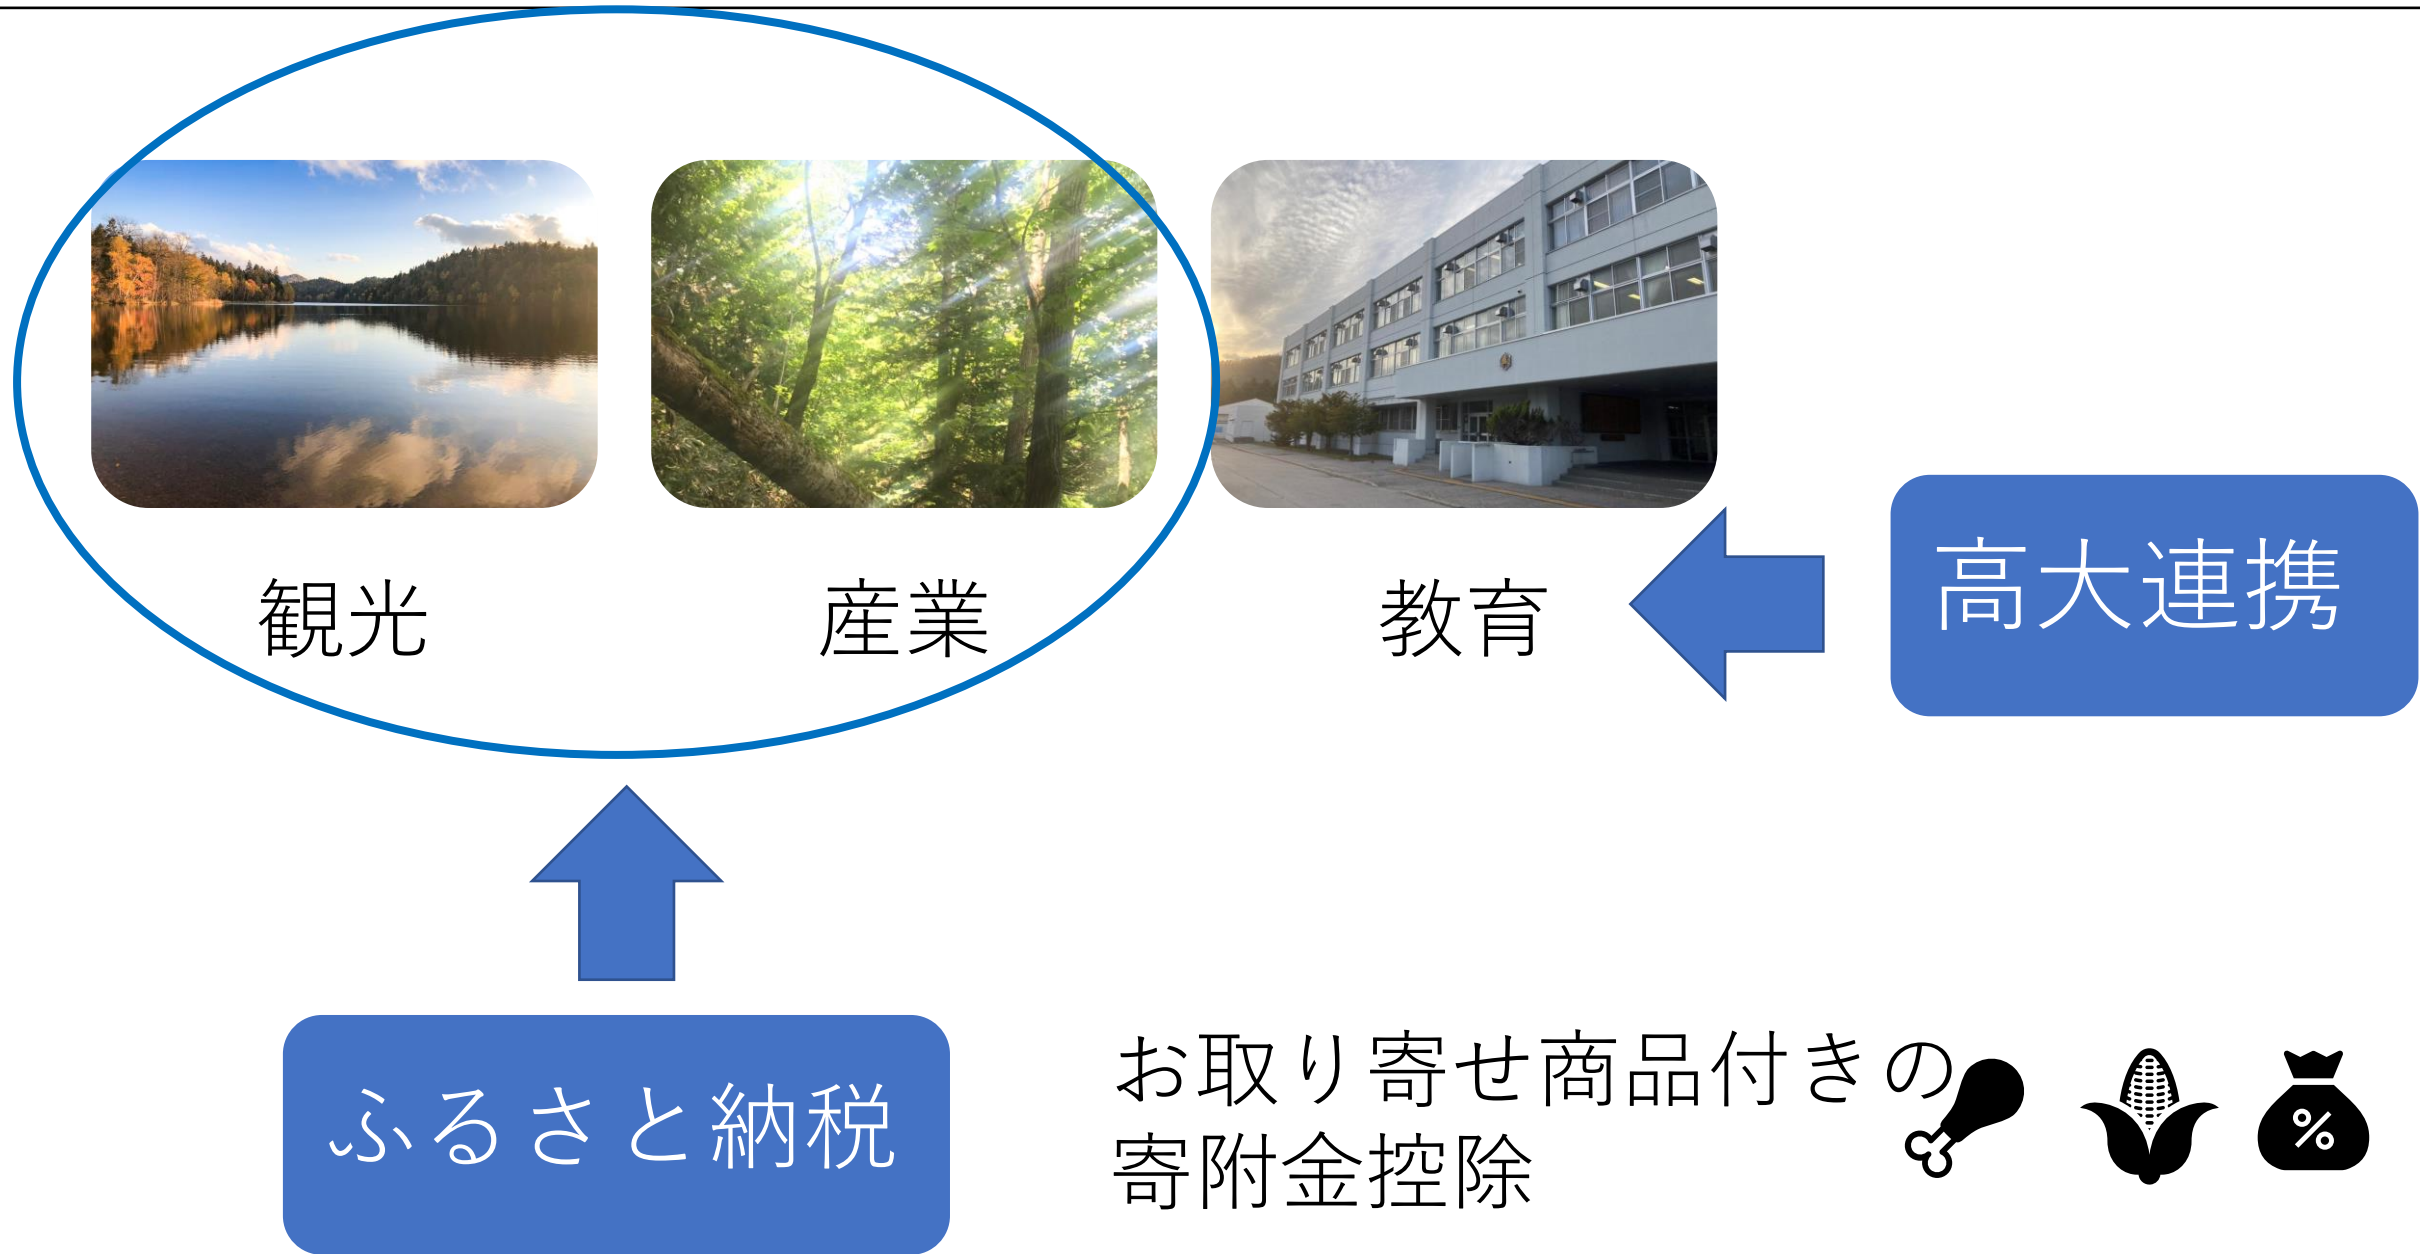 観光
産業
教育
高大連携
ふるさと納税
お取り寄せ商品付きの
寄附金控除
%